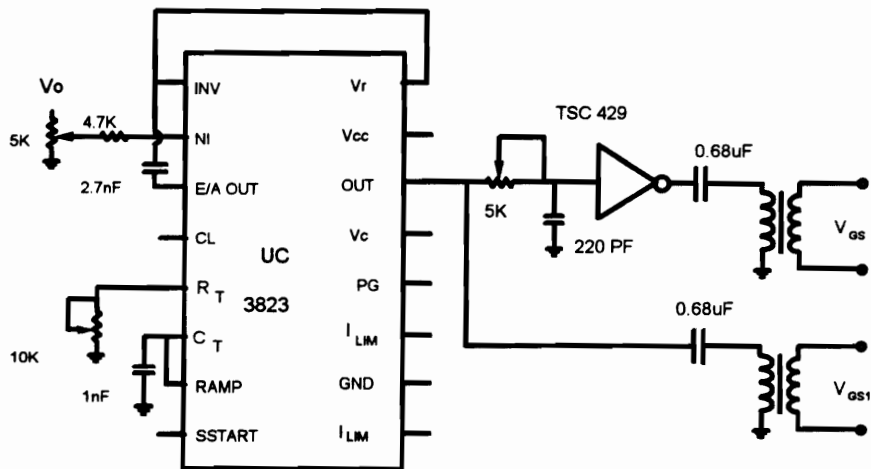 Vo
5K
4.7K
2.7nF
10K
1nF
INV
NI
E/A OUT
CL
R T
C T
RAMP
SSTART
UC
3823
Vr
Vcc
OUT
Vc
PG
I LIM
GND
I LIM
TSC 429
5K
220 PF
0.68uF
V GS
0.68uF
V GS1